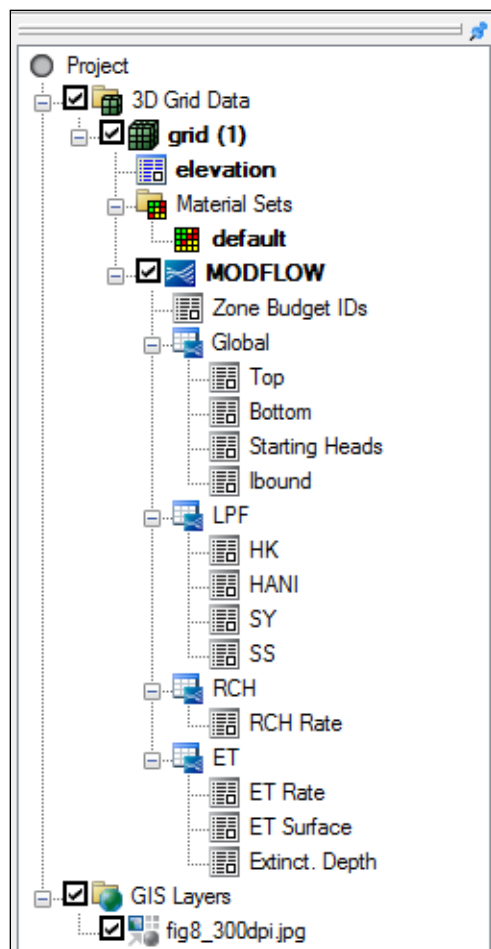 Project
3D Grid Data
grid (1)
elevation
Material Sets
default
MODFLOW
Zone Budget IDs
Global
Top
Bottom
Starting Heads
Ibound
LPF
HK
HANI
SY
SS
RCH
RCH Rate
ET
ET Rate
ET Surface
Extinct. Depth
GIS Layers
fig8_300dpi.jpg